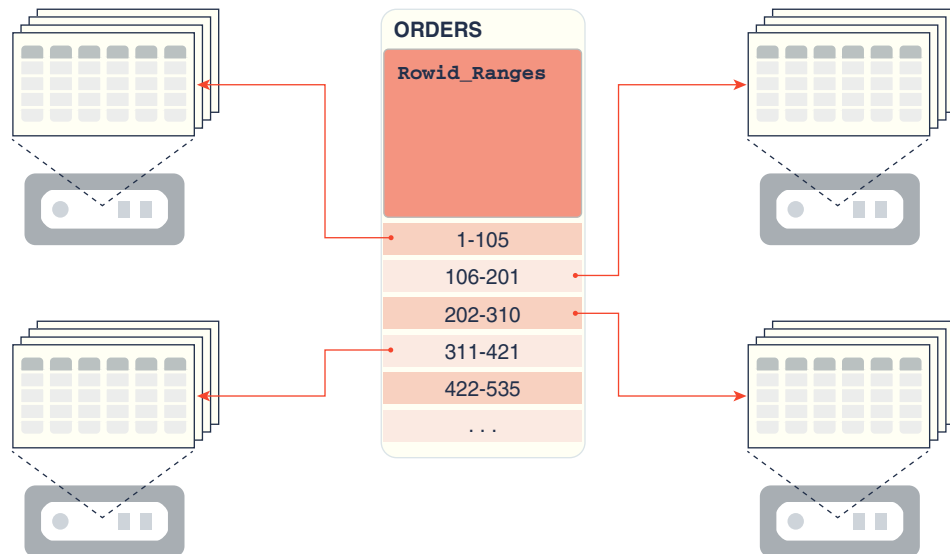 ORDERS
Rowid_Ranges
1-105
106-201
202-310
311-421
422-535
. . .